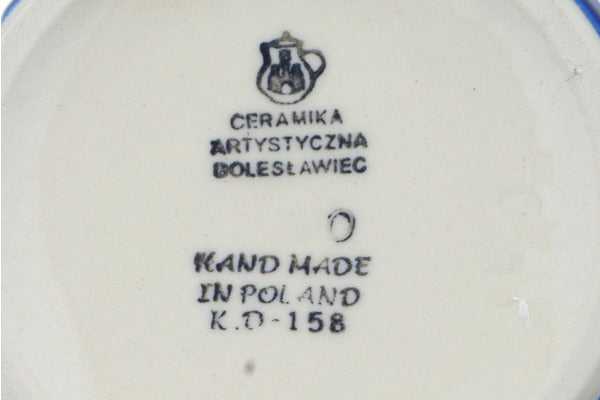 CERAMIKA
ARTYSTYCZNA
BOLESŁAWIEC
O
HAND MADE
IN POLAND
K.D-158